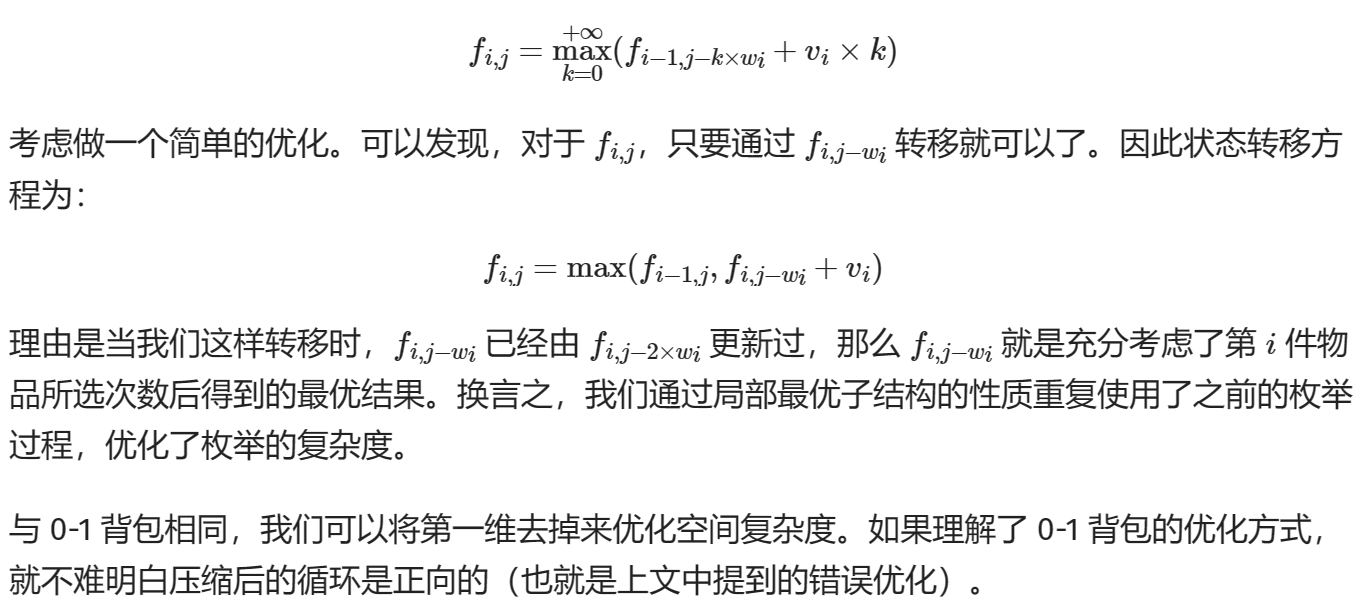 $f_{i,j} = \max_{k=0}^{+\infty}(f_{i-1,j-k\times w_i} + v_i \times k)$
考虑做一个简单的优化。可以发现，对于 $f_{i,j}$，只要通过 $f_{i,j-w_i}$ 转移就可以了。因此状态转移方
程为：
$f_{i,j} = \max(f_{i-1,j}, f_{i,j-w_i} + v_i)$
理由是当我们这样转移时，$f_{i,j-w_i}$ 已经由 $f_{i,j-2\times w_i}$ 更新过，那么 $f_{i,j-w_i}$ 就是充分考虑了第 $i$ 件物
品所选次数后得到的最优结果。换言之，我们通过局部最优子结构的性质重复使用了之前的枚举
过程，优化了枚举的复杂度。
与 0-1 背包相同，我们可以将第一维去掉来优化空间复杂度。如果理解了 0-1 背包的优化方式，
就不难明白压缩后的循环是正向的（也就是上文中提到的错误优化）。